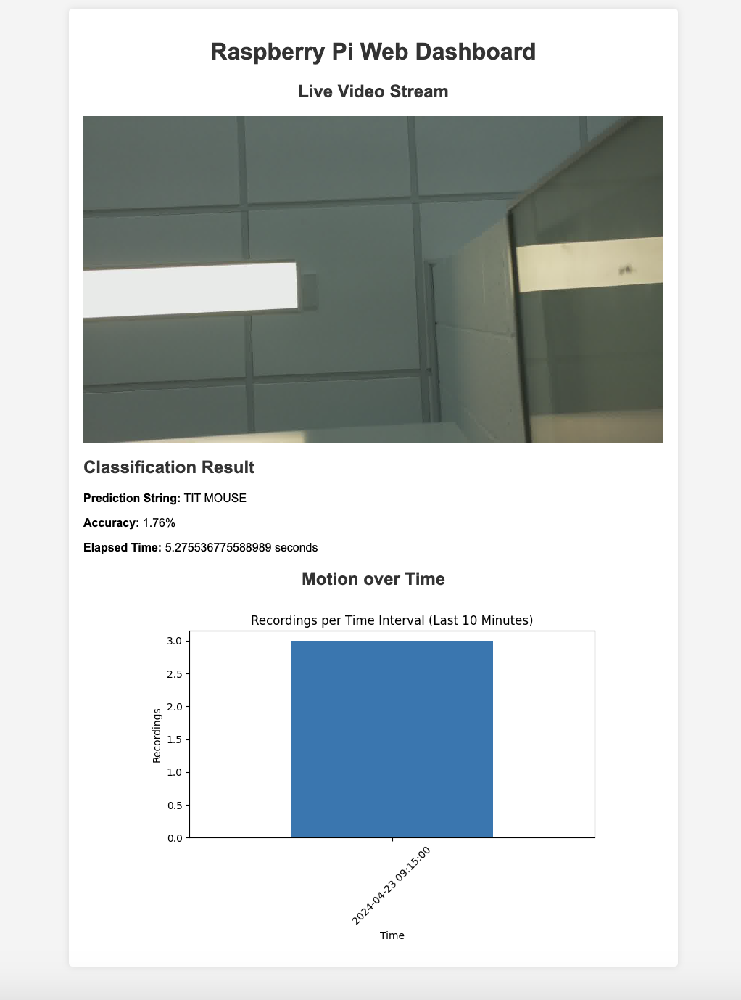 Raspberry Pi Web Dashboard
Live Video Stream
Classification Result
Prediction String: TIT MOUSE
Accuracy: 1.76%
Elapsed Time: 5.275536775588989 seconds
Motion over Time
Recordings per Time Interval (Last 10 Minutes)
3.0
2.5
2.0
1.5
1.0
0.5
0.0
Recordings
2024-04-23 09:15:00
Time